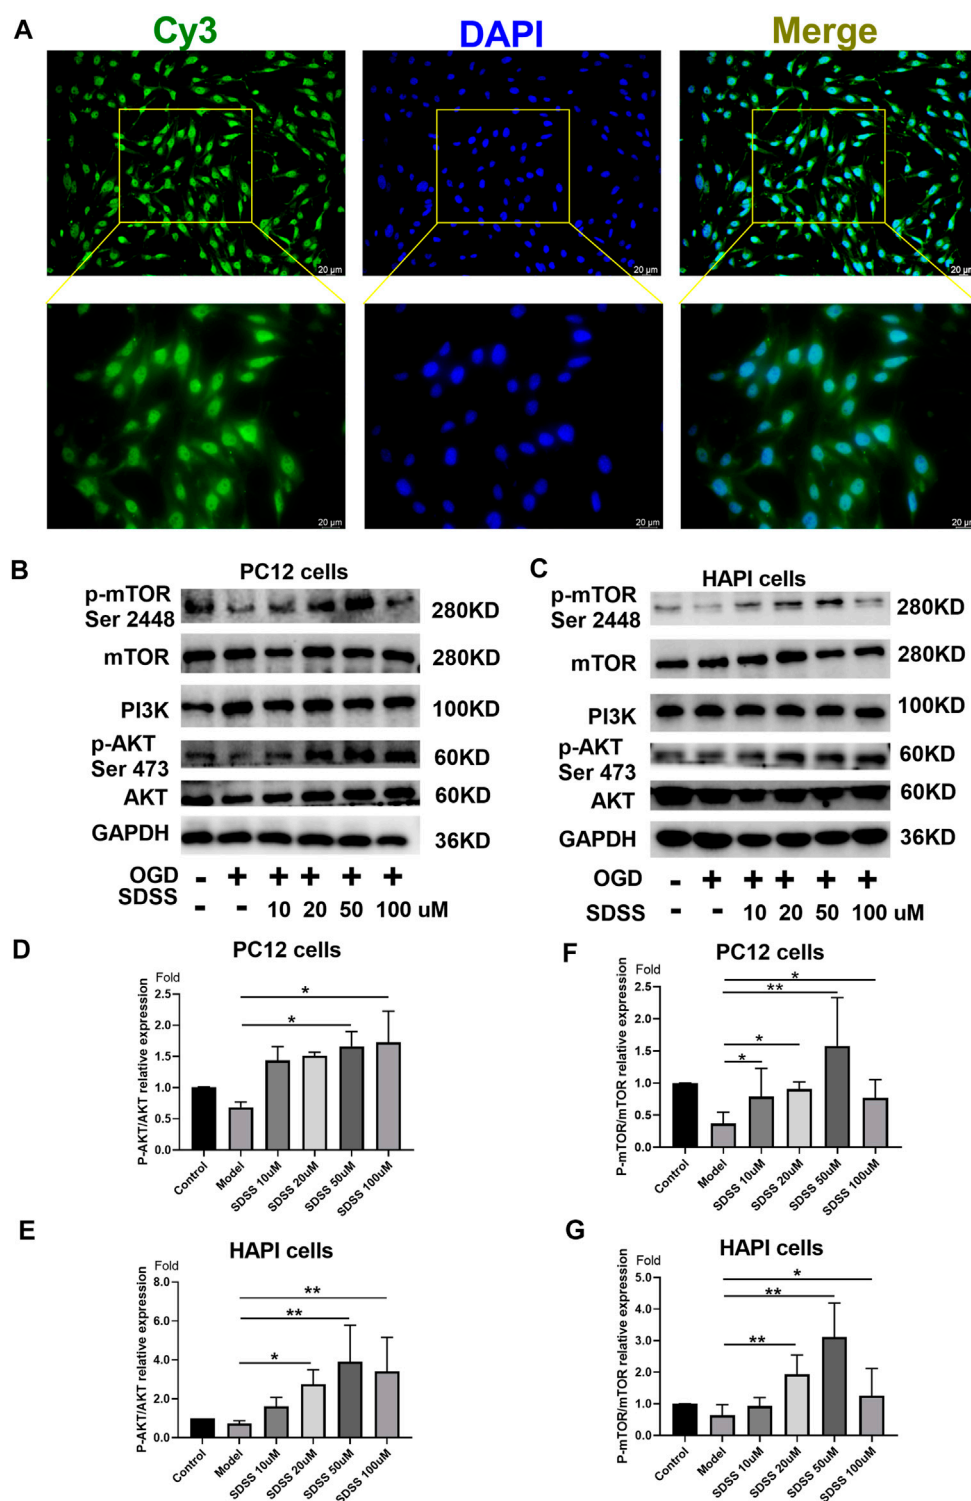 A
Cy3
DAPI
Merge
20 µm
20 µm
20 µm
20 µm
20 µm
20 µm
B
PC12 cells
p-mTOR
Ser 2448
280KD
mTOR
280KD
PI3K
100KD
p-AKT
Ser 473
60KD
AKT
60KD
GAPDH
36KD
OGD - + + + + +
SDSS - - 10 20 50 100 uM
C
HAPI cells
p-mTOR
Ser 2448
280KD
mTOR
280KD
PI3K
100KD
p-AKT
Ser 473
60KD
AKT
60KD
GAPDH
36KD
OGD - + + + + +
SDSS - - 10 20 50 100 uM
D
PC12 cells
Fold
P-AKT/AKT relative expression
2.5
2.0
1.5
1.0
0.5
0.0
*
*
Control
Model
SDSS 10uM
SDSS 20uM
SDSS 50uM
SDSS 100uM
F
PC12 cells
Fold
P-mTOR/mTOR relative expression
2.5
2.0
1.5
1.0
0.5
0.0
*
**
*
*
Control
Model
SDSS 10uM
SDSS 20uM
SDSS 50uM
SDSS 100uM
E
HAPI cells
Fold
P-AKT/AKT relative expression
8.0
6.0
4.0
2.0
0.0
**
**
*
Control
Model
SDSS 10uM
SDSS 20uM
SDSS 50uM
SDSS 100uM
G
HAPI cells
Fold
P-mTOR/mTOR relative expression
5.0
4.0
3.0
2.0
1.0
0.0
*
**
**
Control
Model
SDSS 10uM
SDSS 20uM
SDSS 50uM
SDSS 100uM